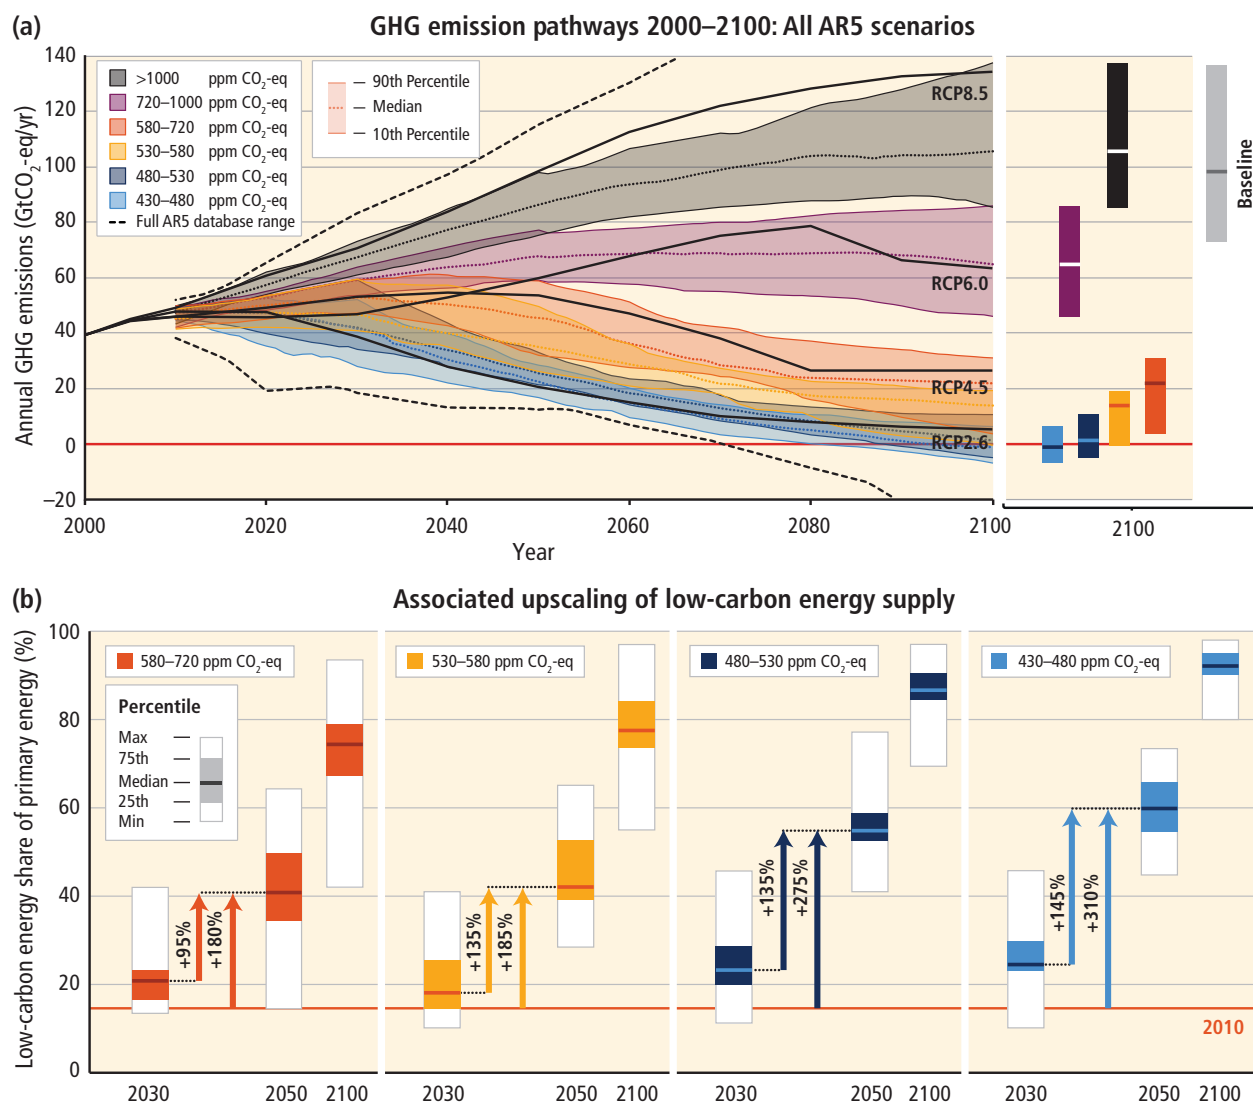 (a)
GHG emission pathways 2000–2100: All AR5 scenarios
Annual GHG emissions (GtCO2-eq/yr)
140
120
100
80
60
40
20
0
–20
>1000 ppm CO2-eq
720–1000 ppm CO2-eq
580–720 ppm CO2-eq
530–580 ppm CO2-eq
480–530 ppm CO2-eq
430–480 ppm CO2-eq
Full AR5 database range
90th Percentile
Median
10th Percentile
RCP8.5
RCP6.0
RCP4.5
RCP2.6
Baseline
2000 2020 2040 2060 2080 2100
2100
Year
(b)
Associated upscaling of low-carbon energy supply
Low-carbon energy share of primary energy (%)
100
80
60
40
20
0
580–720 ppm CO2-eq
530–580 ppm CO2-eq
480–530 ppm CO2-eq
430–480 ppm CO2-eq
Percentile
Max
75th
Median
25th
Min
+95%
+180%
+135%
+185%
+135%
+275%
+145%
+310%
2010
2030 2050 2100 2030 2050 2100 2030 2050 2100 2030 2050 2100